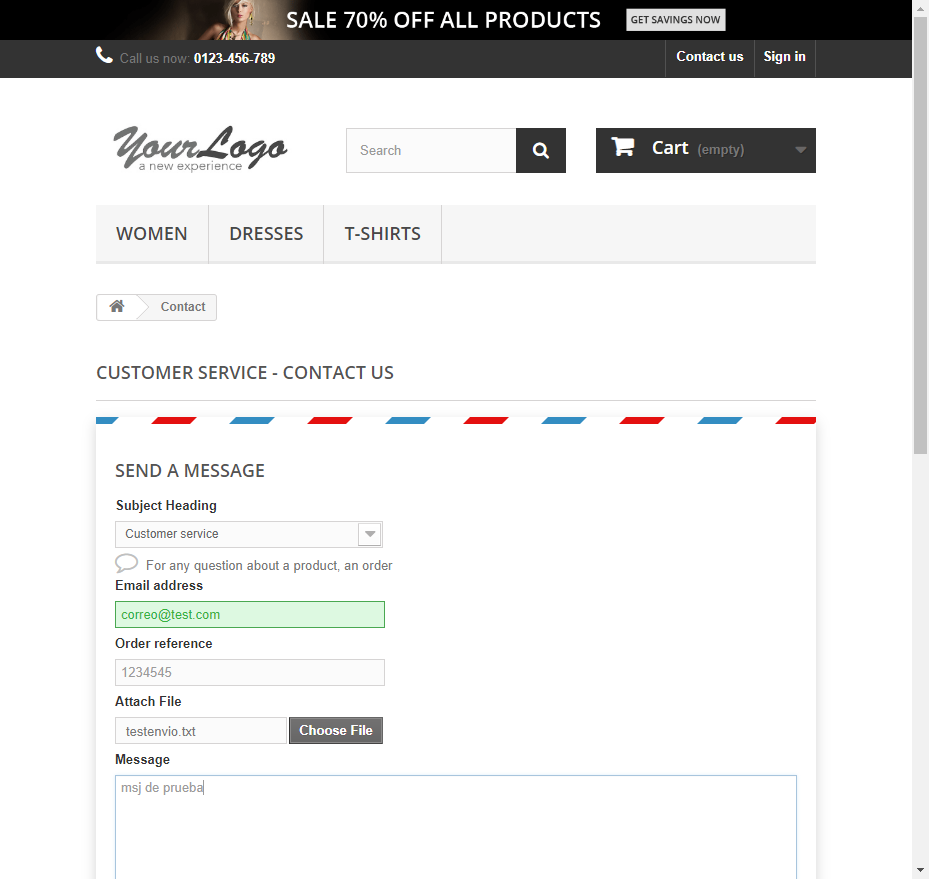 SALE 70% OFF ALL PRODUCTS GET SAVINGS NOW
Call us now: 0123-456-789 Contact us Sign in
YourLogo
a new experience
Search Cart (empty)
WOMEN DRESSES T-SHIRTS
Contact
CUSTOMER SERVICE - CONTACT US
SEND A MESSAGE
Subject Heading
Customer service
For any question about a product, an order
Email address
correo@test.com
Order reference
1234545
Attach File
testenvio.txt Choose File
Message
msj de prueba